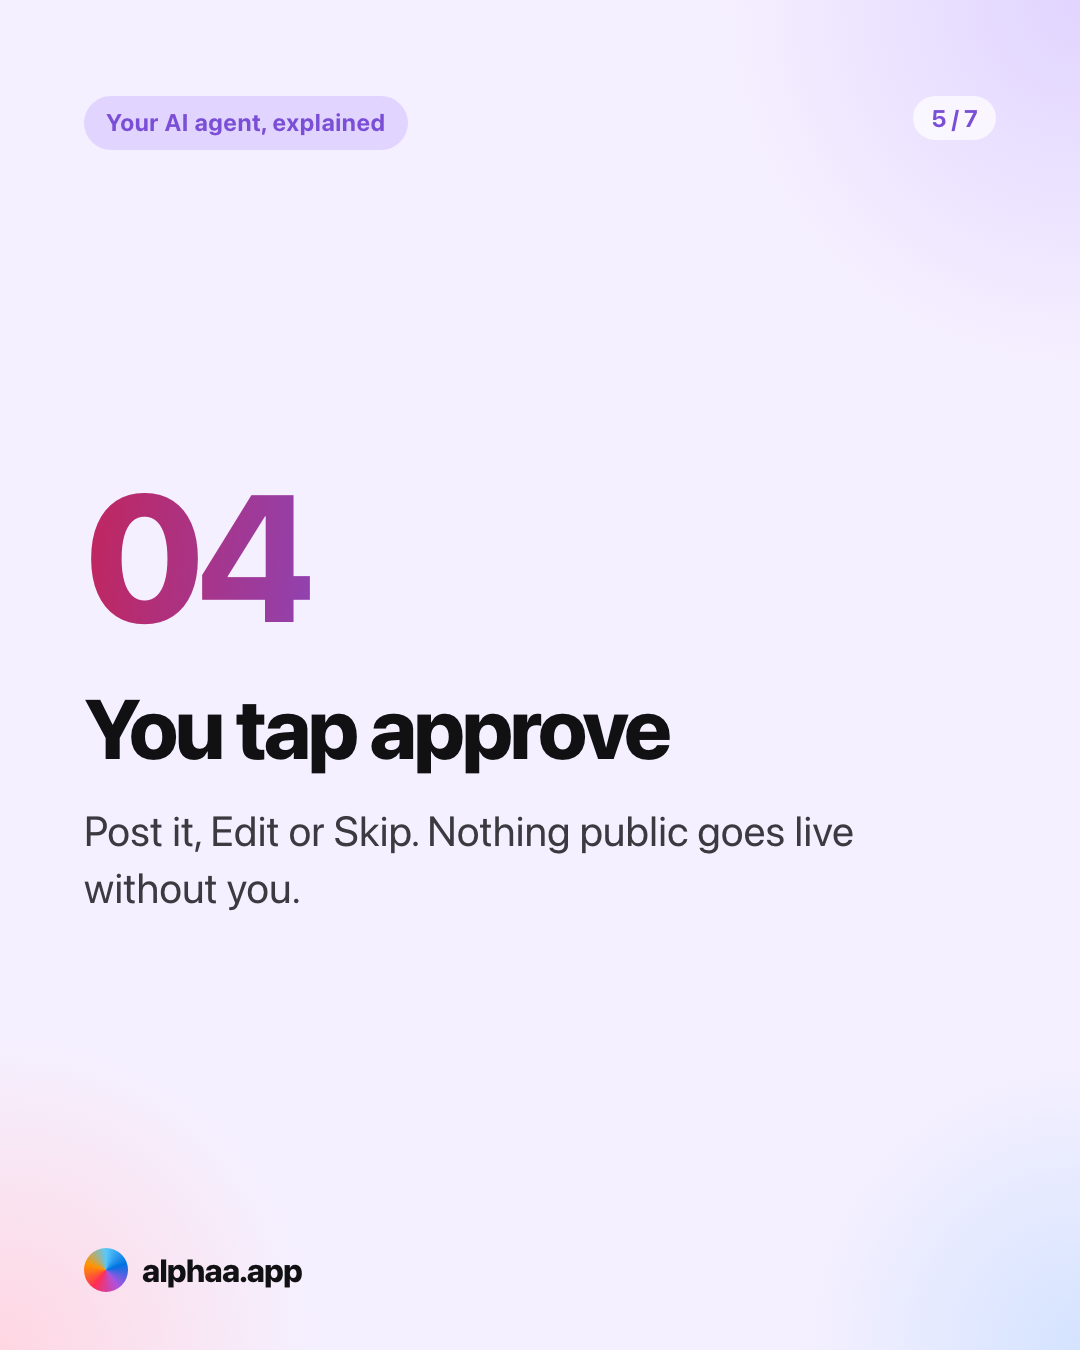 Your AI agent, explained
5 / 7
04
You tap approve
Post it, Edit or Skip. Nothing public goes live
without you.
alphaa.app